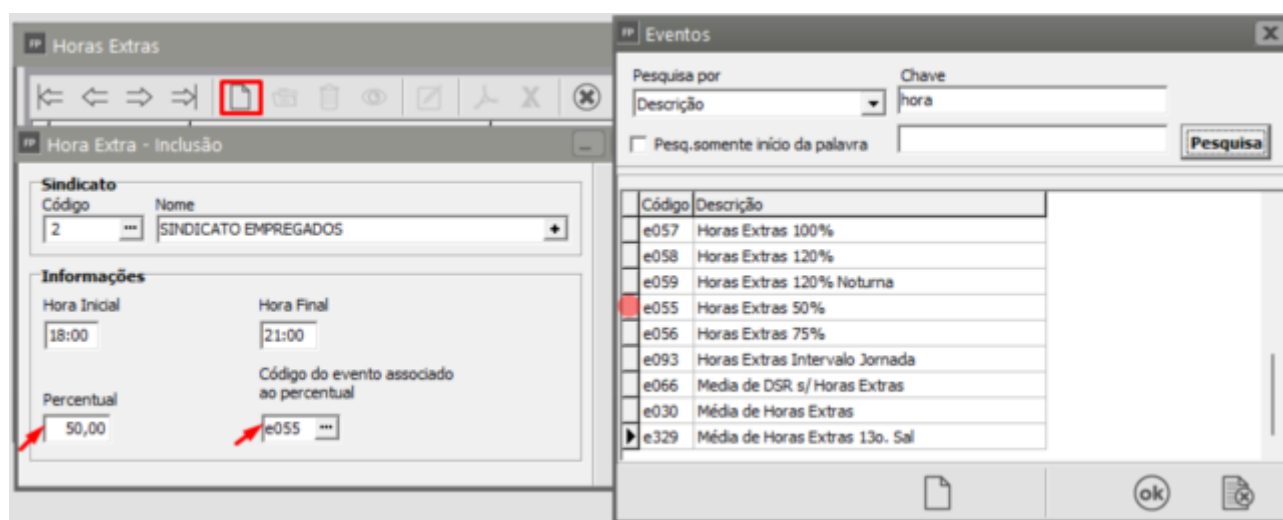 FP Horas Extras
FP Hora Extra - Inclusão
Sindicato
Código Nome
2 ... SINDICATO EMPREGADOS +
Informações
Hora Inicial Hora Final
18:00 21:00
Código do evento associado
ao percentual
Percentual
50,00 e055 ...
FP Eventos
Pesquisa por Chave
Descrição hora
Pesq.somente início da palavra Pesquisa
Código Descrição
e057 Horas Extras 100%
e058 Horas Extras 120%
e059 Horas Extras 120% Noturna
e055 Horas Extras 50%
e056 Horas Extras 75%
e093 Horas Extras Intervalo Jornada
e066 Media de DSR s/ Horas Extras
e030 Média de Horas Extras
e329 Média de Horas Extras 13o. Sal
ok